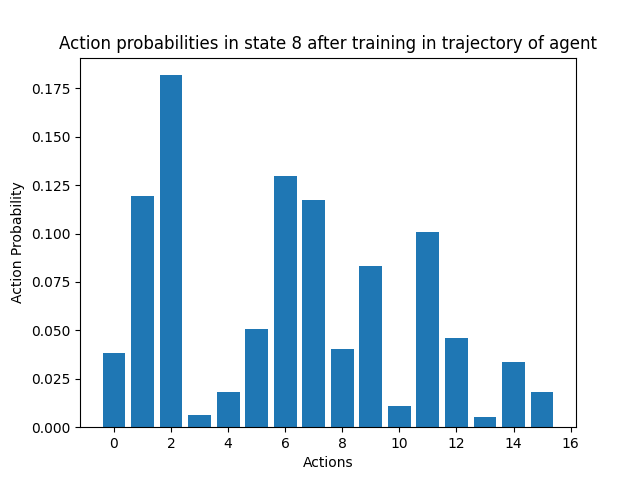 Action probabilities in state 8 after training in trajectory of agent
0.175
0.150
0.125
0.100
0.075
0.050
0.025
0.000
Action Probability
0 2 4 6 8 10 12 14 16
Actions